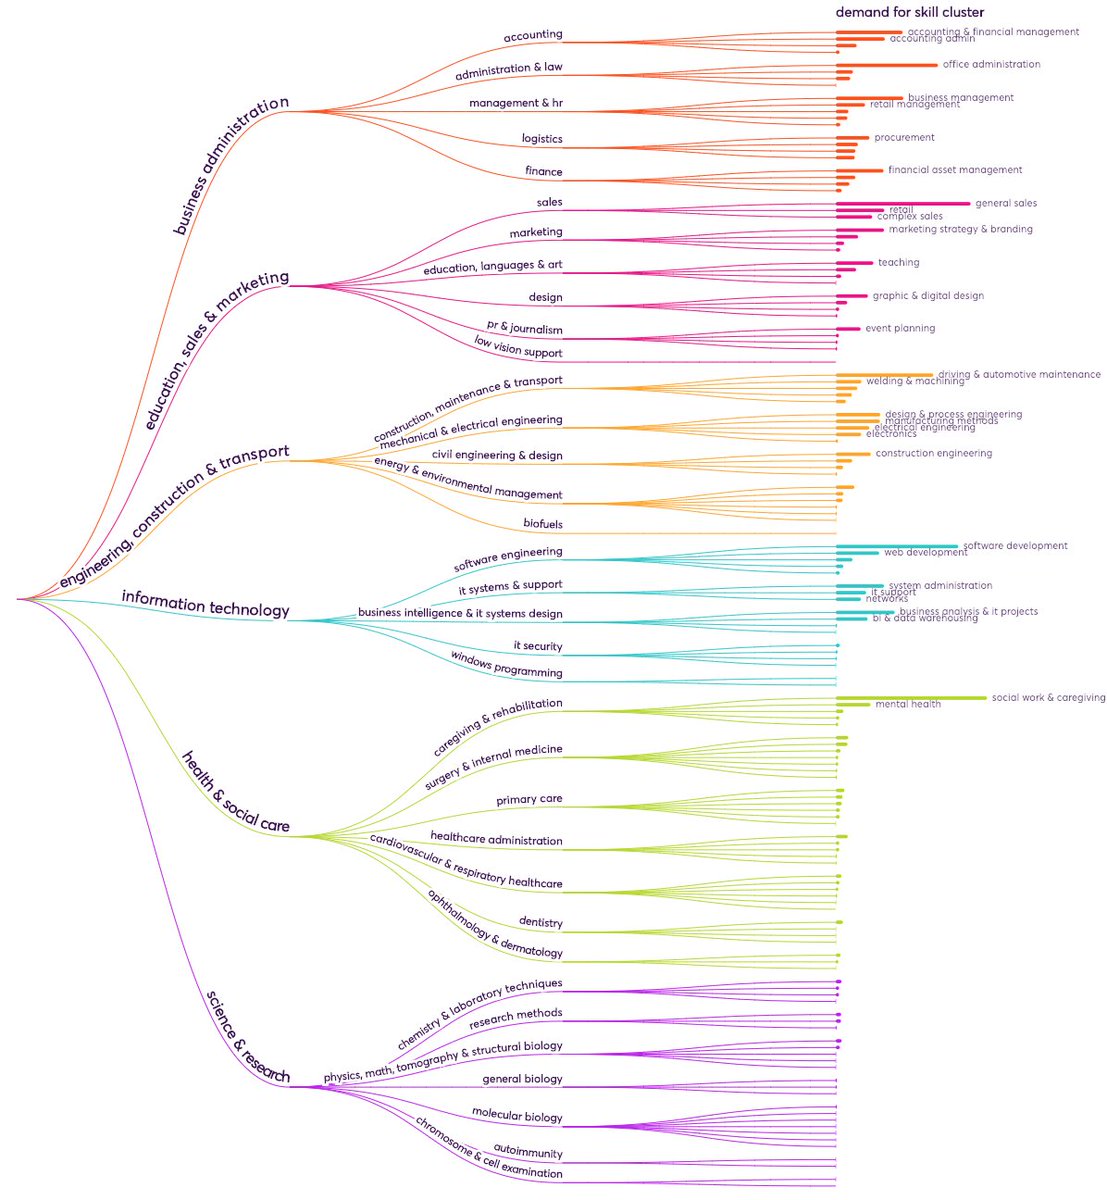 demand for skill cluster
business administration
accounting
accounting & financial management
accounting admin
administration & law
office administration
management & hr
business management
retail management
logistics
procurement
finance
financial asset management
education, sales & marketing
sales
general sales
retail
complex sales
marketing
marketing strategy & branding
education, languages & art
teaching
design
graphic & digital design
pr & journalism
event planning
low vision support
engineering, construction & transport
construction, maintenance & transport
driving & automotive maintenance
welding & machining
mechanical & electrical engineering
design & process engineering
manufacturing methods
electrical engineering
electronics
civil engineering & design
construction engineering
energy & environmental management
biofuels
information technology
software engineering
software development
web development
it systems & support
system administration
it support
networks
business intelligence & it systems design
business analysis & it projects
bi & data warehousing
it security
windows programming
health & social care
caregiving & rehabilitation
social work & caregiving
mental health
surgery & internal medicine
primary care
healthcare administration
cardiovascular & respiratory healthcare
dentistry
ophthalmology & dermatology
science & research
chemistry & laboratory techniques
research methods
physics, math, tomography & structural biology
general biology
molecular biology
autoimmunity
chromosome & cell examination